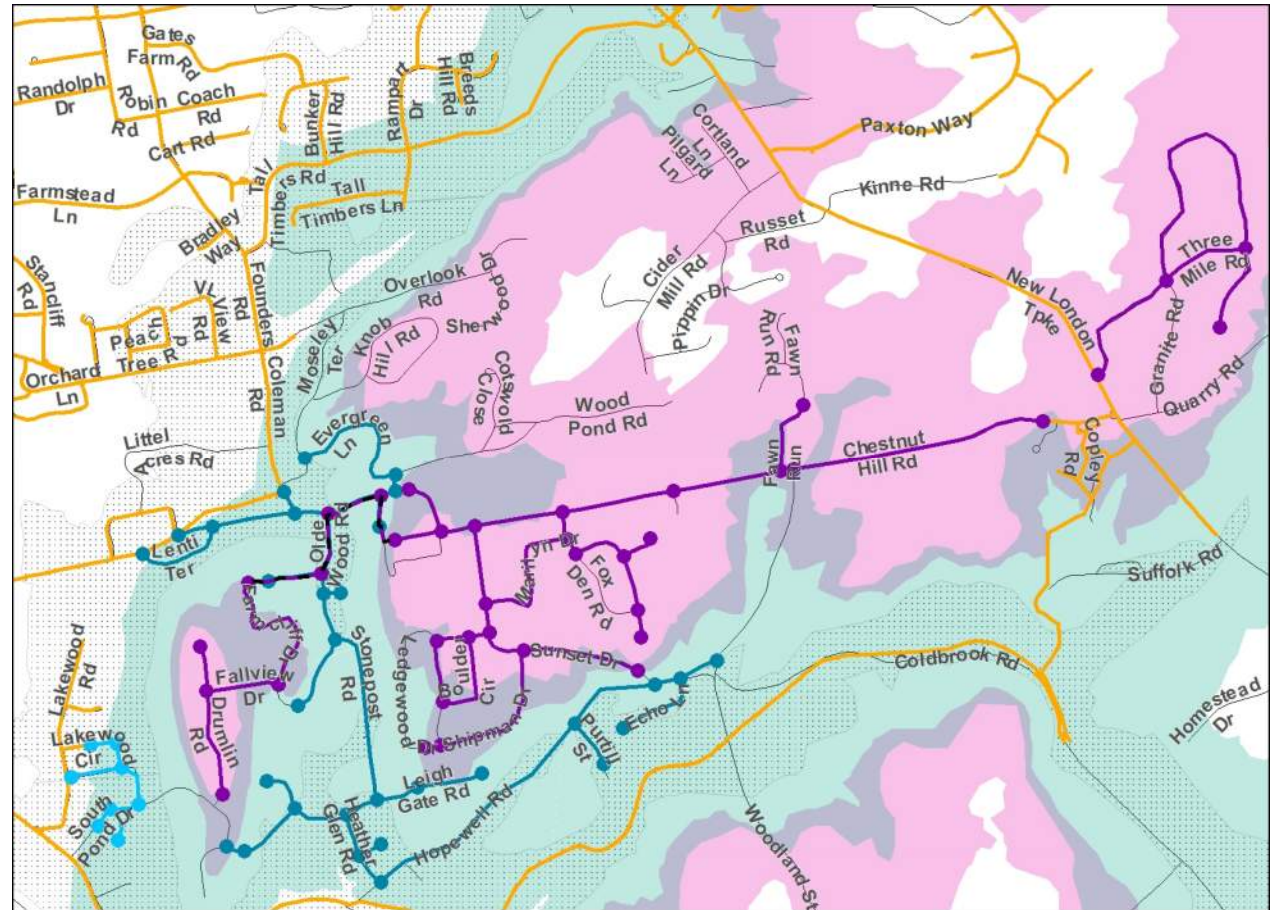 Gates
Farm Rd
Randolph
Dr
Robin
Rd
Coach
Rd
Cart Rd
Bunker
Hill Rd
Rampart
Dr
Breeds
Hill Rd
Tall
Timbers Rd
Tall
Timbers Ln
Farmstead
Ln
Bradley
Way
Cortland
Ln
Pilgard
Ln
Paxton Way
Kinne Rd
Russet
Rd
Cider
Mill Rd
Pippin Dr
Overlook
Rd
Sherwood Dr
Knob
Hill Rd
Moseley
Ter
Founders
Rd
Coleman
Rd
Stancliff
Rd
View
Rd
Peach
Tree R
d
Orchard
Ln
Three
Mile Rd
New London
Tpke
Granite Rd
Quarry Rd
Fawn
Run Rd
Cotswold
Close
Wood
Pond Rd
Evergreen
Ln
Littel
Acres Rd
Chestnut
Hill Rd
Fawn
Run
Copley
Rd
Lenti
Ter
Olde
Wood Rd
Marilyn Dr
Fox
Den Rd
Suffolk Rd
Stonepost
Rd
Fallview
Dr
Drumlin
Rd
Ledgewood
Dr
Cir
Sunset Dr
Shipman Dr
Coldbrook Rd
Echo Ln
Purtill
St
Homestead
Dr
Lakewood
Rd
Lakewood
Cir
South
Pond Dr
Leigh
Gate Rd
Heather
Glen Rd
Hopewell Rd
Woodland St